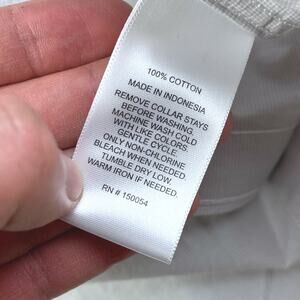 100% COTTON
MADE IN INDONESIA
REMOVE COLLAR STAYS
BEFORE WASHING.
MACHINE WASH COLD
WITH LIKE COLORS.
GENTLE CYCLE.
ONLY NON-CHLORINE
BLEACH WHEN NEEDED.
TUMBLE DRY LOW.
WARM IRON IF NEEDED.
RN # 150054